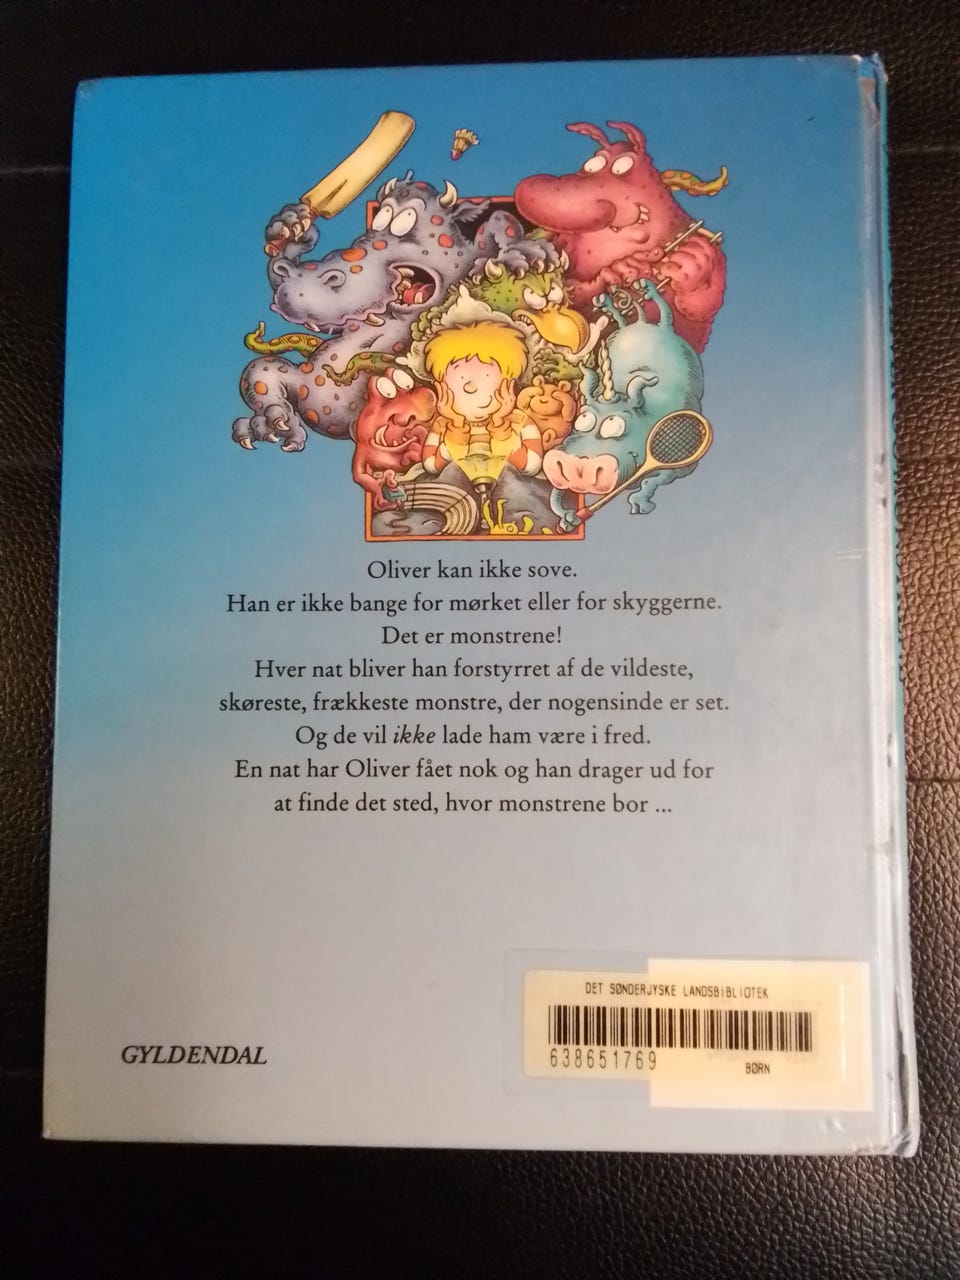 Oliver kan ikke sove.
Han er ikke bange for mørket eller for skyggerne.
Det er monstrene!
Hver nat bliver han forstyrret af de vildeste,
skøreste, frækkeste monstre, der nogensinde er set.
Og de vil ikke lade ham være i fred.
En nat har Oliver fået nok og han drager ud for
at finde det sted, hvor monstrene bor ...
DET SØNDERJYSKE LANDSBIBLIOTEK
638651769
BØRN
GYLDENDAL